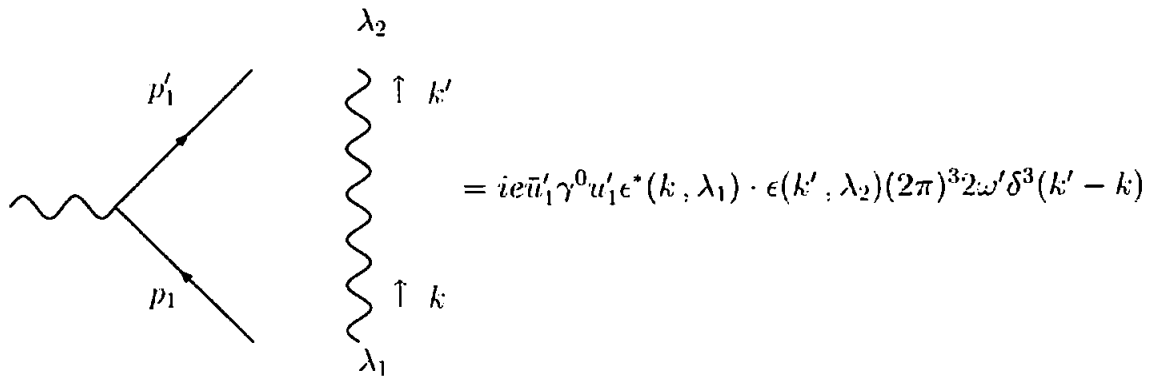 λ₂
p′₁
↑ k′
= ieū′₁γ⁰u′₁ϵ*(k , λ₁) · ϵ(k′ , λ₂)(2π)³2ω′δ³(k′ − k)
p₁
↑ k
λ₁